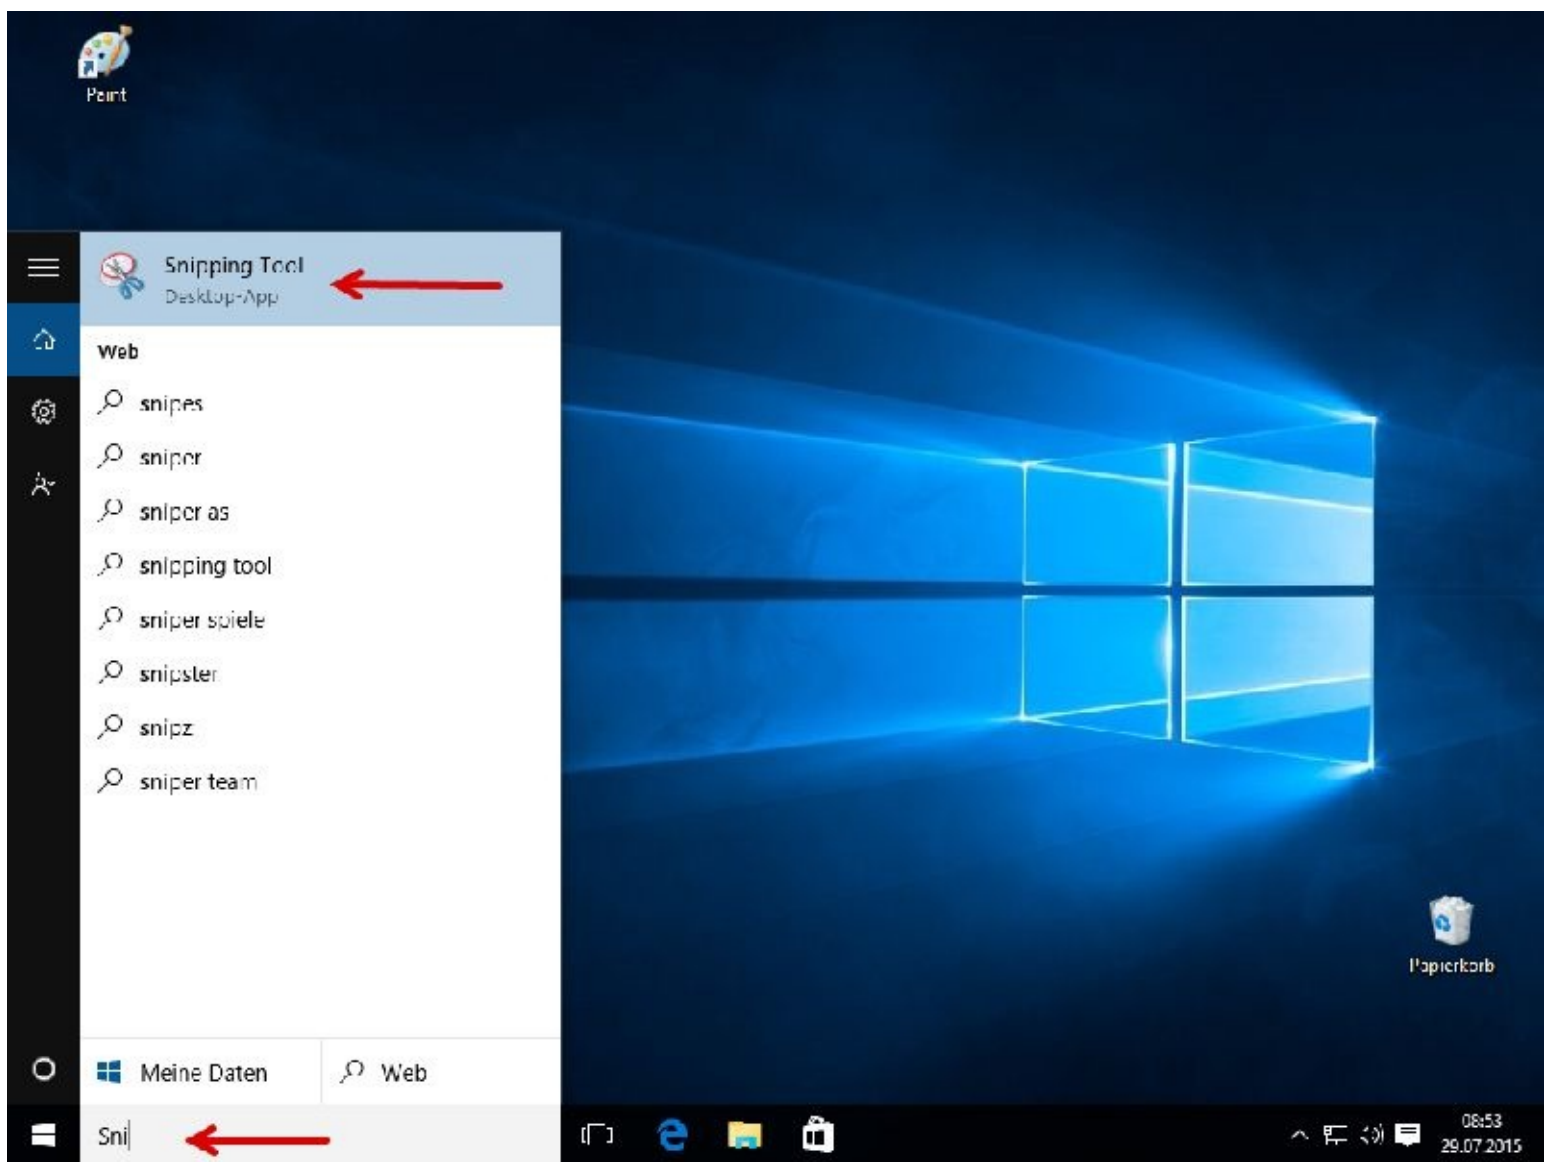 Paint
Snipping Tool
Desktop-App
Web
snipes
sniper
sniper as
snipping tool
sniper spiele
snipster
snipz
sniper team
Papierkorb
Meine Daten
Web
Sni
08:53
29.07.2015